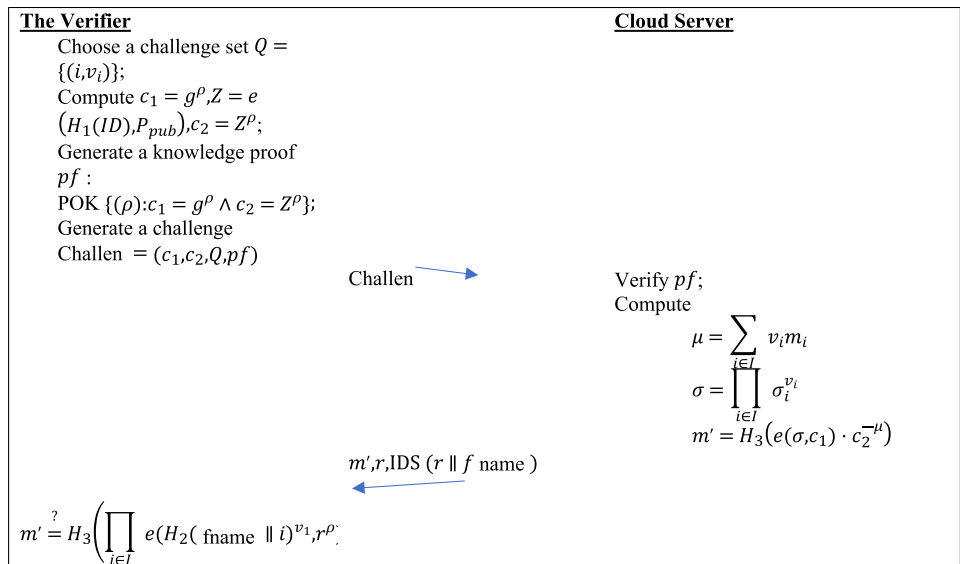 The Verifier
Choose a challenge set Q =
{(i,v_i)};
Compute c_1 = g^ρ,Z = e
(H_1(ID),P_pub),c_2 = Z^ρ;
Generate a knowledge proof
pf :
POK {(ρ):c_1 = g^ρ ∧ c_2 = Z^ρ};
Generate a challenge
Challen = (c_1,c_2,Q,pf)
Challen
Cloud Server
Verify pf;
Compute
μ = ∑_{i∈I} v_i m_i
σ = ∏_{i∈I} σ_i^{v_i}
m' = H_3(e(σ,c_1) · c_2^{-μ})
m',r,IDS (r ∥ f name )
m' ≟ H_3(∏_{i∈I} e(H_2( fname ∥ i)^{v_1},r^ρ)